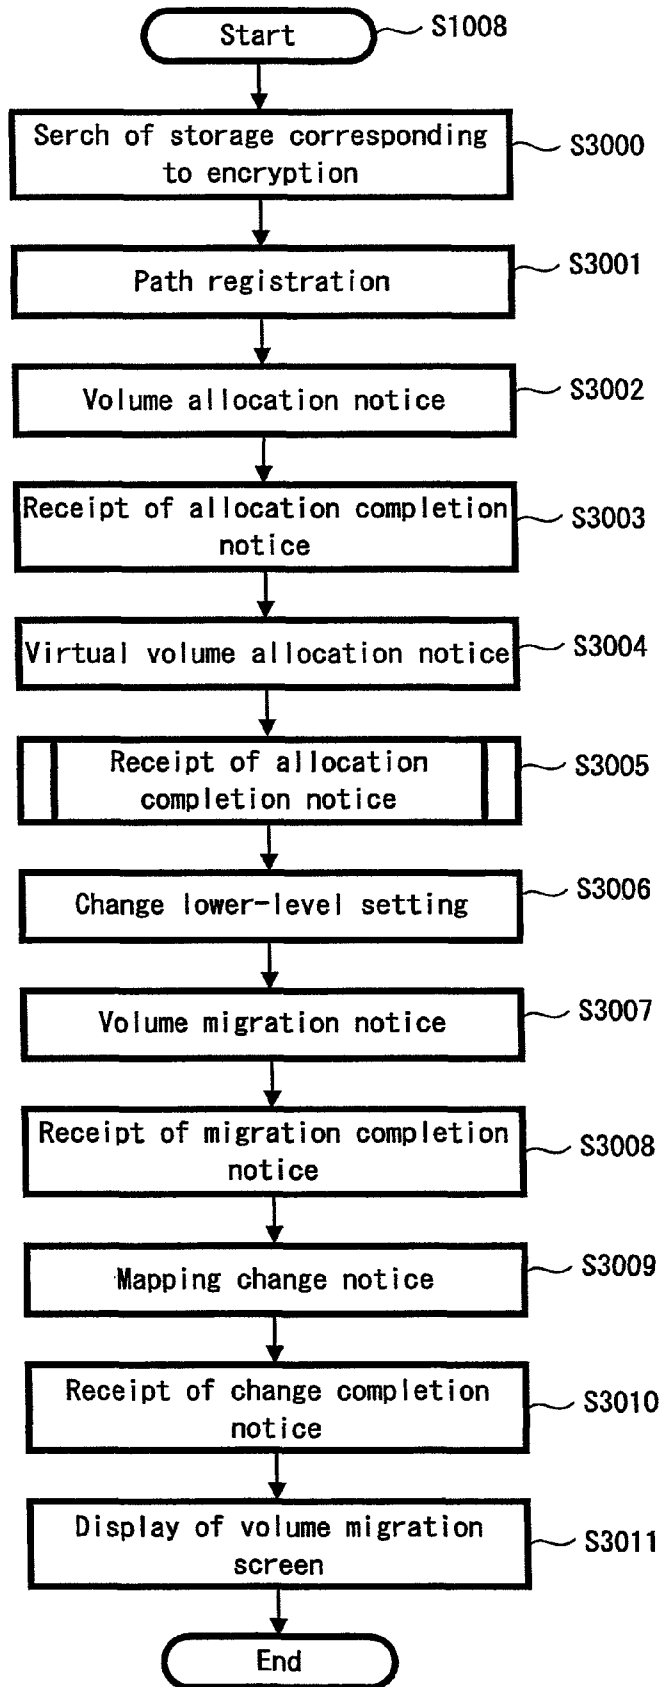 Start
S1008
Serch of storage corresponding
to encryption
S3000
Path registration
S3001
Volume allocation notice
S3002
Receipt of allocation completion
notice
S3003
Virtual volume allocation notice
S3004
Receipt of allocation
completion notice
S3005
Change lower-level setting
S3006
Volume migration notice
S3007
Receipt of migration completion
notice
S3008
Mapping change notice
S3009
Receipt of change completion
notice
S3010
Display of volume migration
screen
S3011
End